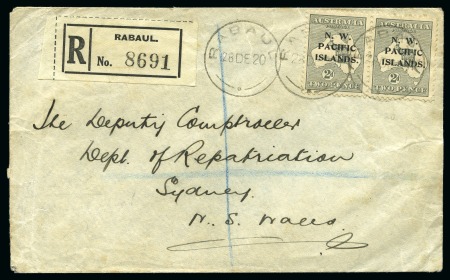 R
RABAUL.
No. 8691
RABAUL
28 DE 20
AUSTRALIA
N. W.
PACIFIC
ISLANDS.
2d
TWO PENCE
AUSTRALIA
N. W.
PACIFIC
ISLANDS.
2d
TWO PENCE
The Deputy Comptroller
Dept. of Repatriation
Sydney.
N. S. Wales